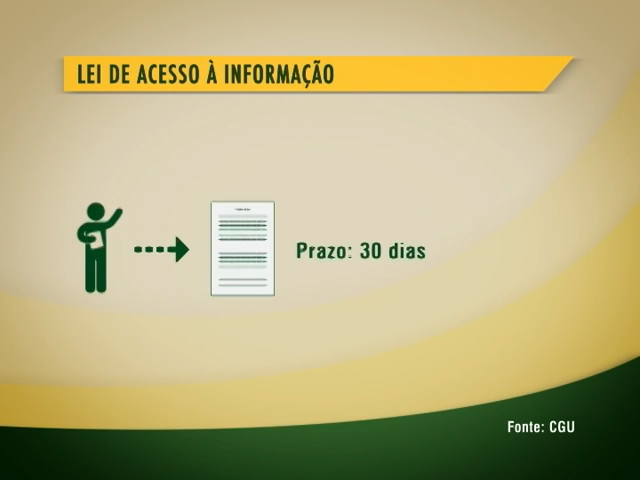 LEI DE ACESSO À INFORMAÇÃO
Prazo: 30 dias
Fonte: CGU